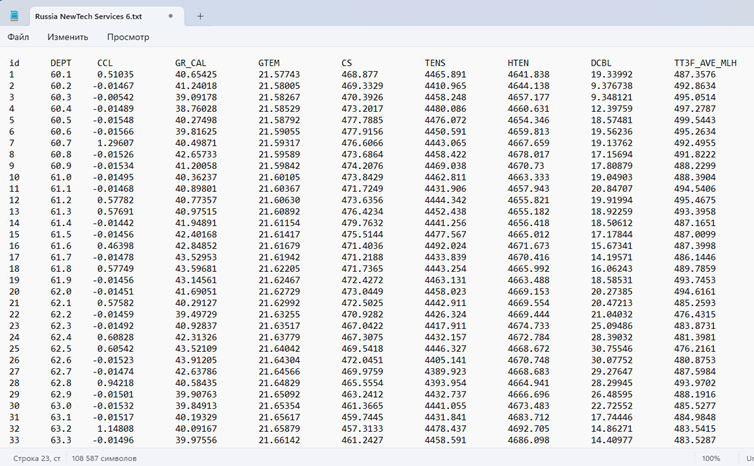 Russia NewTech Services 6.txt
Файл Изменить Просмотр
id DEPT CCL GR_CAL GTEM CS TENS HTEN DCBL TT3F_AVE_MLH
1 60.1 0.51035 40.65425 21.57743 468.877 4465.891 4641.838 19.33992 487.3576
2 60.2 -0.01467 41.24018 21.58005 469.3329 4410.965 4644.138 9.376738 492.8634
3 60.3 -0.00542 39.09178 21.58267 470.3926 4458.248 4657.177 9.348121 495.0514
4 60.4 -0.01489 38.76028 21.58529 473.2017 4480.086 4660.631 12.39759 497.2787
5 60.5 -0.01548 40.27498 21.58792 477.7885 4476.072 4654.346 18.57481 499.5443
6 60.6 -0.01566 39.81625 21.59055 477.9156 4450.591 4659.813 19.56236 495.2634
7 60.7 1.29607 40.49871 21.59317 476.6066 4443.065 4667.659 19.13762 492.4955
8 60.8 -0.01526 42.65733 21.59589 473.6864 4458.422 4678.017 17.15694 491.8222
9 60.9 -0.01534 41.20058 21.59842 474.2076 4469.038 4670.73 17.80879 488.2299
10 61.0 -0.01495 40.36237 21.60105 473.8429 4462.811 4663.333 19.04903 488.3904
11 61.1 -0.01468 40.89801 21.60367 471.7249 4431.906 4657.943 20.84707 494.5406
12 61.2 0.57782 40.77357 21.60630 473.6356 4444.342 4655.821 19.91994 495.4675
13 61.3 0.57691 40.97515 21.60892 476.4234 4452.438 4655.182 18.92259 493.3958
14 61.4 -0.01442 41.94891 21.61154 479.7632 4441.256 4656.418 18.50612 487.1651
15 61.5 -0.01456 42.40168 21.61417 475.5144 4477.567 4665.012 17.17844 487.0099
16 61.6 0.46398 42.84852 21.61679 471.4036 4492.024 4671.673 15.67341 487.3998
17 61.7 -0.01478 43.52953 21.61942 471.2188 4433.839 4670.416 14.19571 486.1446
18 61.8 0.57749 43.59681 21.62205 471.7365 4443.254 4665.992 16.06243 489.7859
19 61.9 -0.01456 43.14561 21.62467 472.4272 4463.131 4663.488 18.58531 493.7453
20 62.0 -0.01451 41.69051 21.62729 473.0449 4458.023 4669.153 20.27385 494.6161
21 62.1 0.57582 40.29127 21.62992 472.5025 4442.911 4669.554 20.47213 485.2593
22 62.2 -0.01459 39.49729 21.63255 470.9282 4426.324 4669.444 21.04032 476.4315
23 62.3 -0.01492 40.92837 21.63517 467.0422 4417.911 4674.733 25.09486 483.8731
24 62.4 0.60828 42.31326 21.63779 467.3075 4432.157 4672.784 28.39032 481.3981
25 62.5 0.60542 43.52109 21.64042 469.5418 4446.327 4668.672 30.75546 476.2161
26 62.6 -0.01523 43.91205 21.64304 472.0451 4405.141 4670.748 30.07752 480.8753
27 62.7 -0.01474 42.63786 21.64566 469.9759 4389.923 4668.683 29.27647 487.5984
28 62.8 0.94218 40.58435 21.64829 465.5554 4393.954 4664.941 28.29945 493.9702
29 62.9 -0.01501 39.90763 21.65092 463.2412 4432.737 4666.696 26.48595 488.1916
30 63.0 -0.01532 39.84913 21.65354 461.3665 4441.055 4673.483 22.72552 485.5277
31 63.1 -0.01517 40.19329 21.65617 459.7445 4431.841 4683.712 17.74446 484.9848
32 63.2 1.14808 40.09167 21.65879 457.3133 4478.437 4692.705 14.86271 483.5415
33 63.3 -0.01496 39.97556 21.66142 461.2427 4458.591 4686.098 14.40977 483.5287
Строка 23, ст 108 587 символов 100%